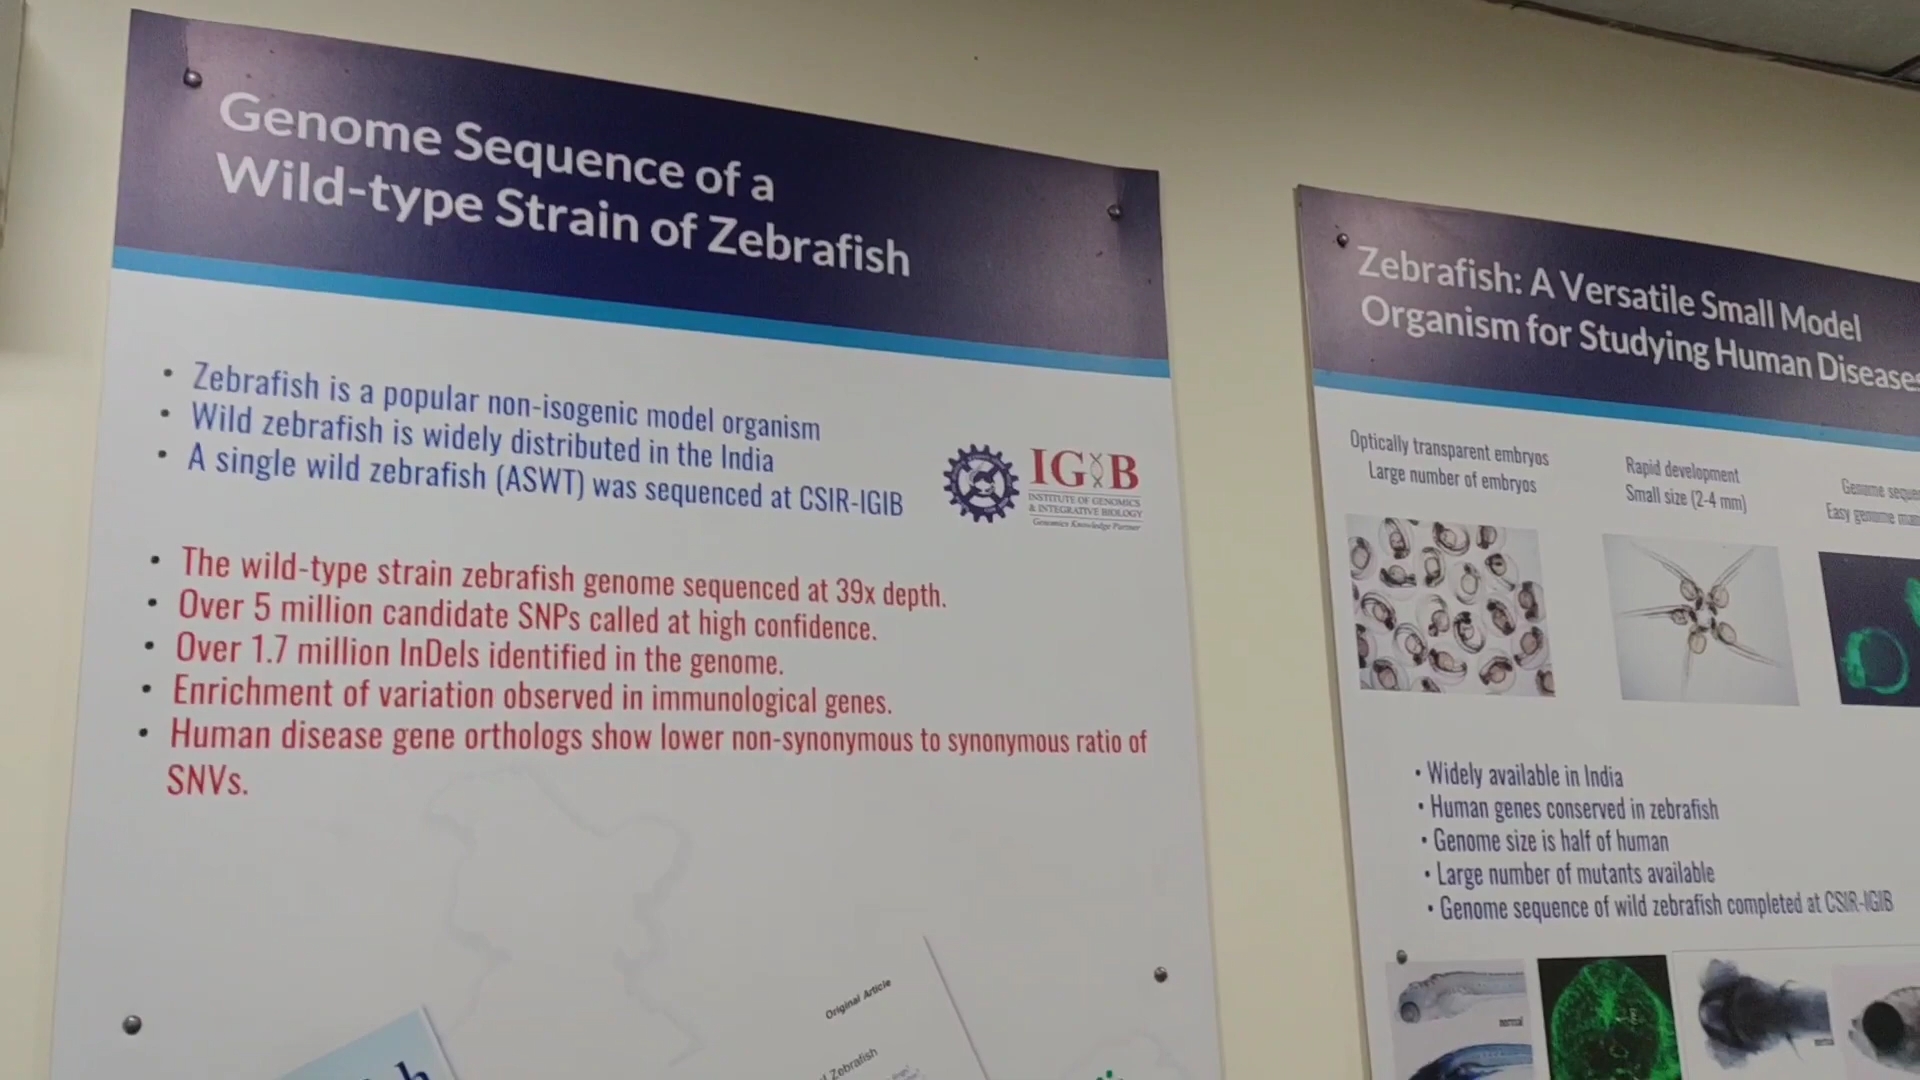 Genome Sequence of a
Wild-type Strain of Zebrafish
• Zebrafish is a popular non-isogenic model organism
• Wild zebrafish is widely distributed in the India
• A single wild zebrafish (ASWT) was sequenced at CSIR-IGIB
IGIB
INSTITUTE OF GENOMICS
& INTEGRATIVE BIOLOGY
Genomics Knowledge Partner
• The wild-type strain zebrafish genome sequenced at 39x depth.
• Over 5 million candidate SNPs called at high confidence.
• Over 1.7 million InDels identified in the genome.
• Enrichment of variation observed in immunological genes.
• Human disease gene orthologs show lower non-synonymous to synonymous ratio of
SNVs.
Original Article
Zebrafish
Zebrafish: A Versatile Small Model
Organism for Studying Human Diseases
Optically transparent embryos
Large number of embryos
Rapid development
Small size (2-4 mm)
Genome
Easy genome
• Widely available in India
• Human genes conserved in zebrafish
• Genome size is half of human
• Large number of mutants available
• Genome sequence of wild zebrafish completed at CSIR-IGIB
normal
normal